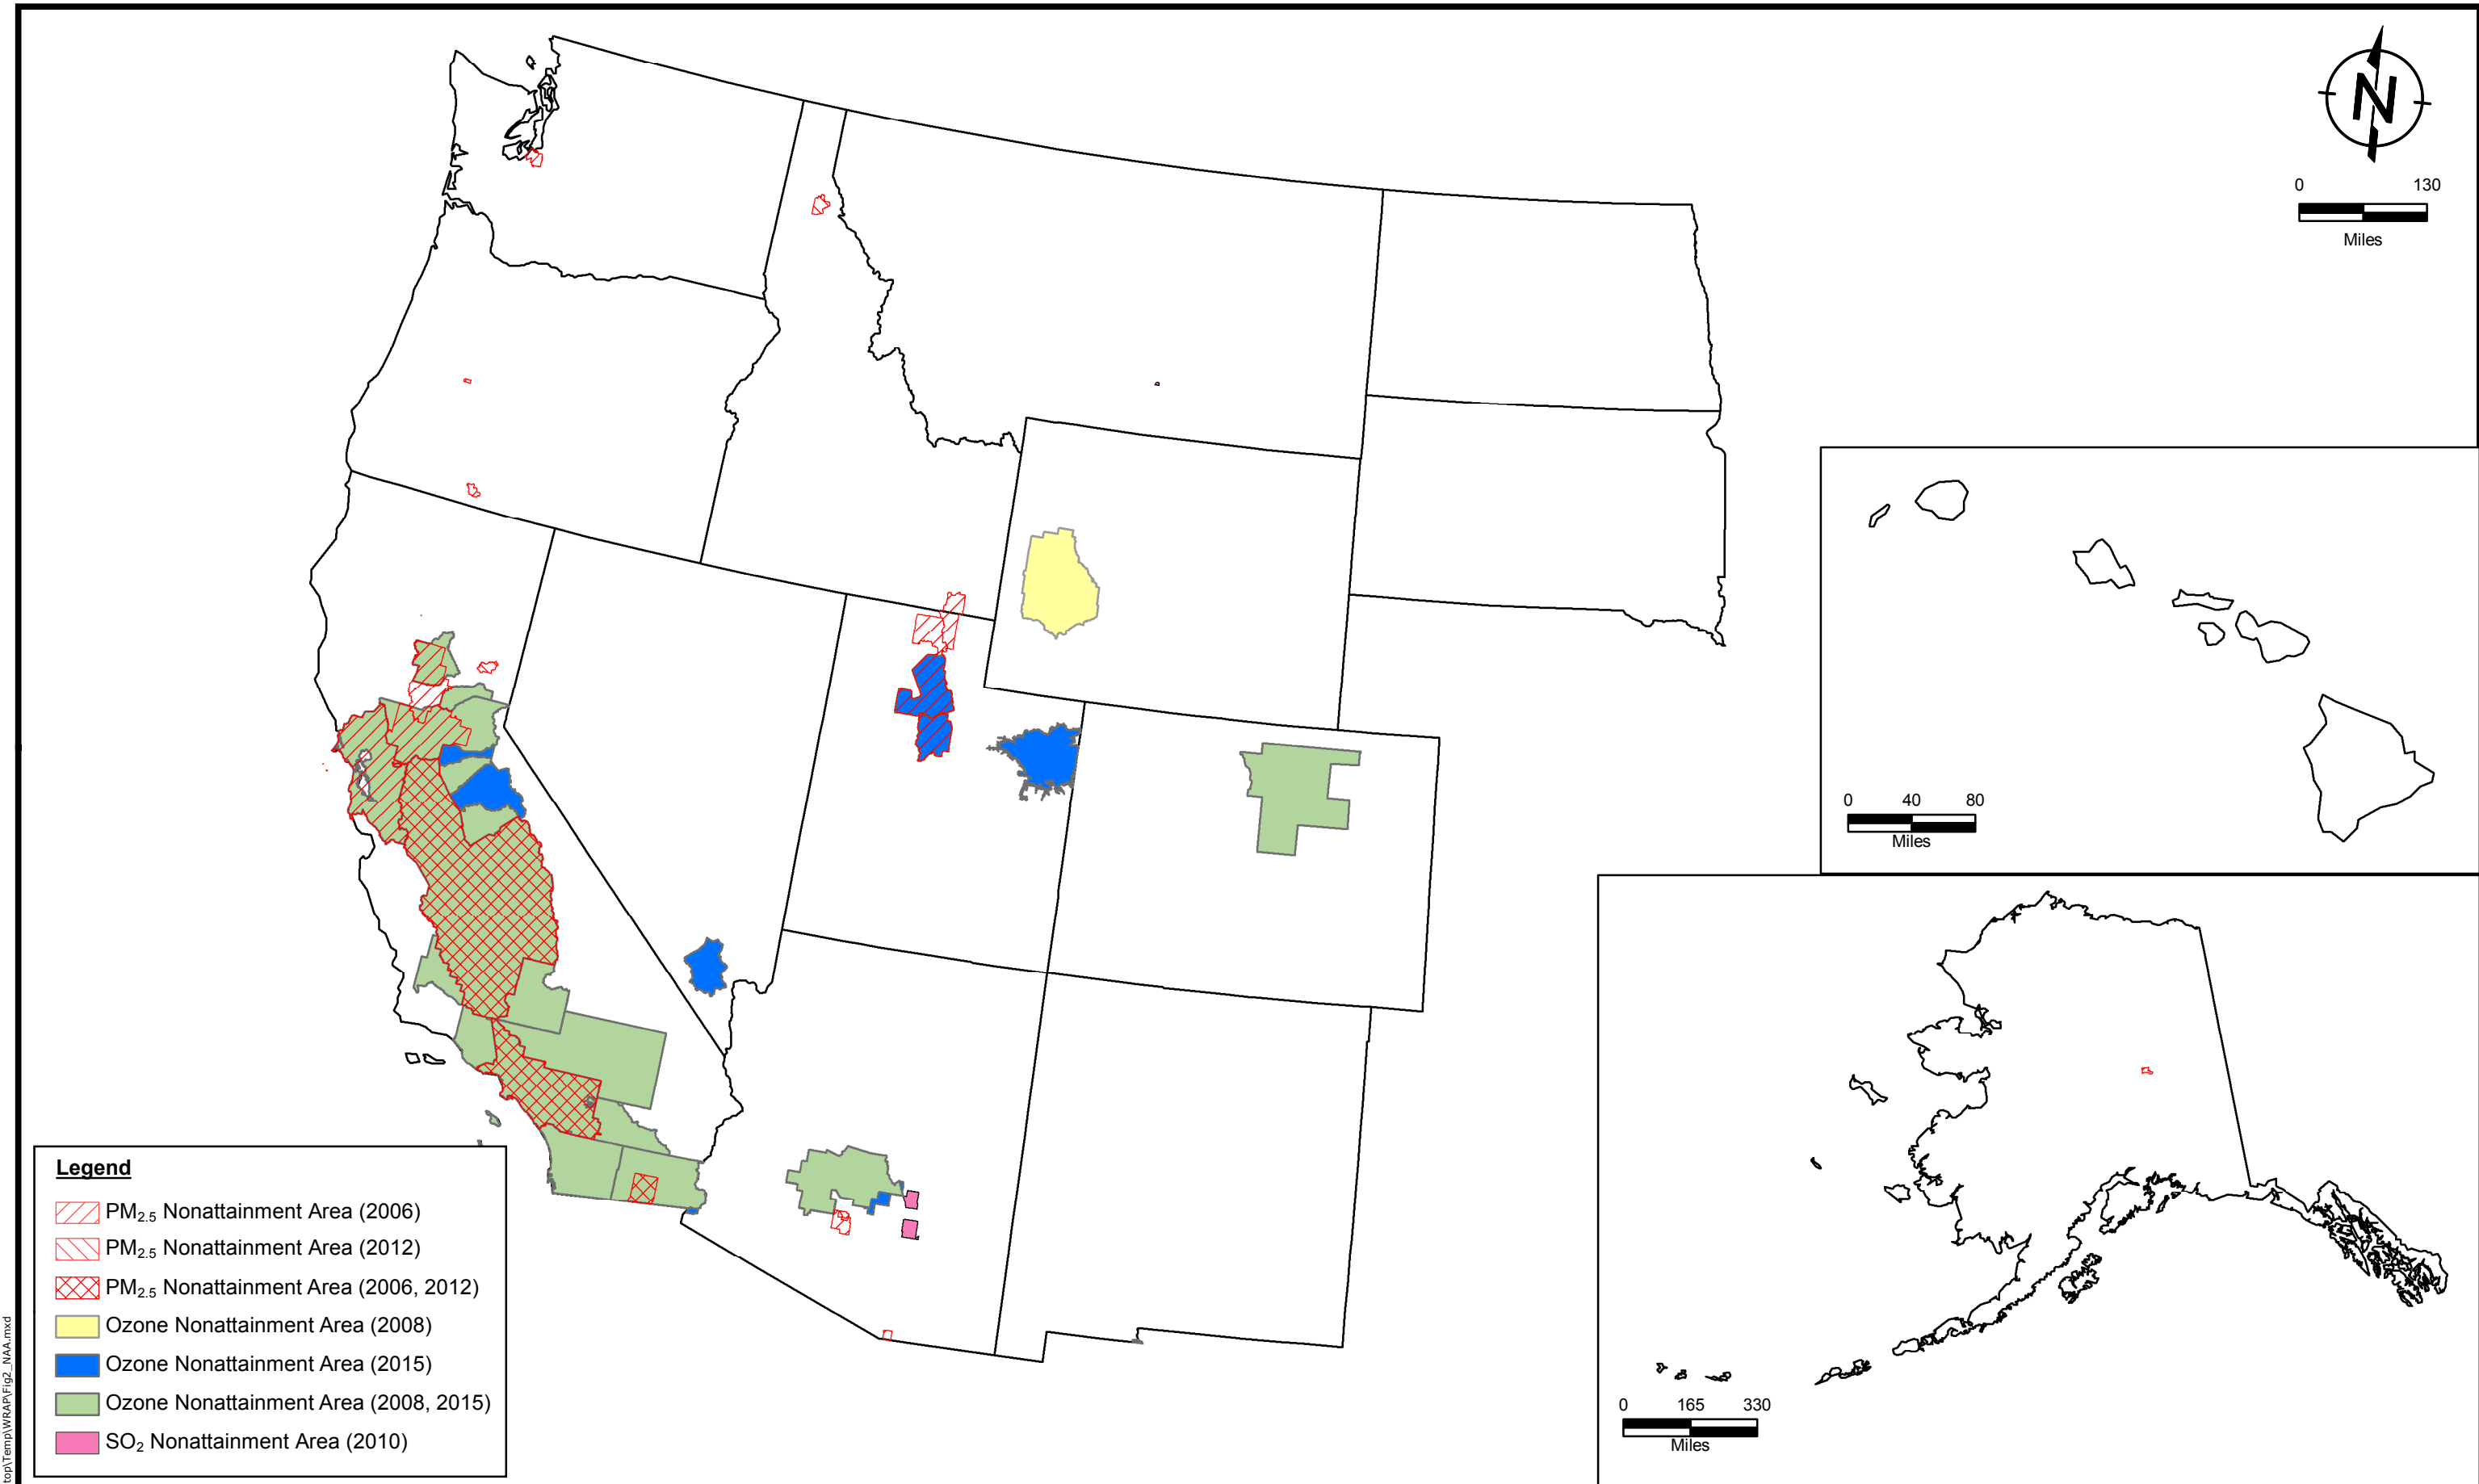 N
0 130
Miles
0 40 80
Miles
0 165 330
Miles
Legend
PM2.5 Nonattainment Area (2006)
PM2.5 Nonattainment Area (2012)
PM2.5 Nonattainment Area (2006, 2012)
Ozone Nonattainment Area (2008)
Ozone Nonattainment Area (2015)
Ozone Nonattainment Area (2008, 2015)
SO2 Nonattainment Area (2010)
top\Temp\WRAP\Fig2_NAA.mxd